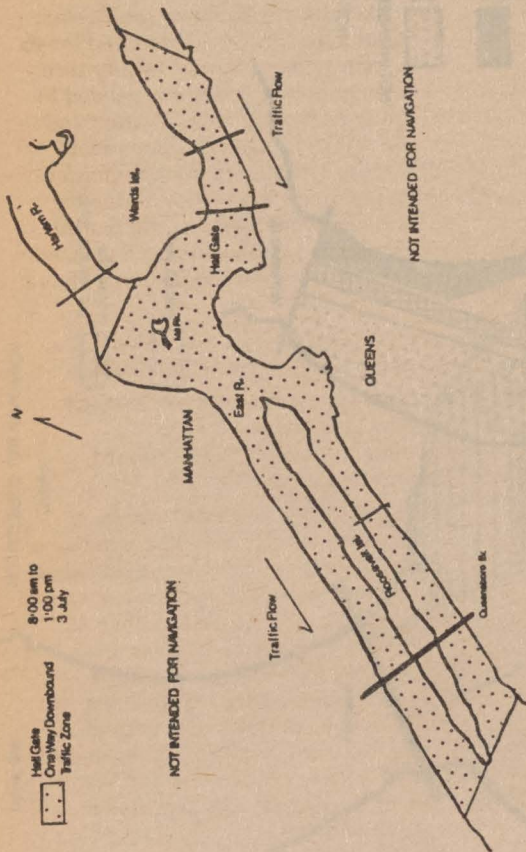 Hell Gate
One Way Downbound
Traffic Zone
8:00 am to
1:00 pm
3 July
N
NOT INTENDED FOR NAVIGATION
MANHATTAN
Harlem R.
Wards Isl.
Mill Rk.
Hell Gate
East R.
Traffic Flow
Traffic Flow
Roosevelt Isl.
QUEENS
Queensboro Br.
NOT INTENDED FOR NAVIGATION